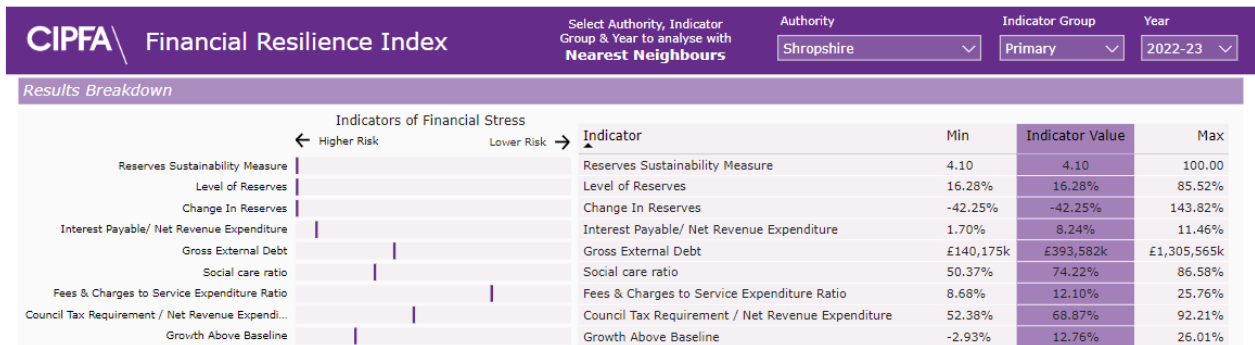 CIPFA\ Financial Resilience Index
Select Authority, Indicator
Group & Year to analyse with
Nearest Neighbours
Authority
Shropshire
Indicator Group
Primary
Year
2022-23
Results Breakdown
Indicators of Financial Stress
← Higher Risk Lower Risk →
Reserves Sustainability Measure
Level of Reserves
Change In Reserves
Interest Payable/ Net Revenue Expenditure
Gross External Debt
Social care ratio
Fees & Charges to Service Expenditure Ratio
Council Tax Requirement / Net Revenue Expendi...
Growth Above Baseline
Indicator Min Indicator Value Max
Reserves Sustainability Measure 4.10 4.10 100.00
Level of Reserves 16.28% 16.28% 85.52%
Change In Reserves -42.25% -42.25% 143.82%
Interest Payable/ Net Revenue Expenditure 1.70% 8.24% 11.46%
Gross External Debt £140,175k £393,582k £1,305,565k
Social care ratio 50.37% 74.22% 86.58%
Fees & Charges to Service Expenditure Ratio 8.68% 12.10% 25.76%
Council Tax Requirement / Net Revenue Expenditure 52.38% 68.87% 92.21%
Growth Above Baseline -2.93% 12.76% 26.01%